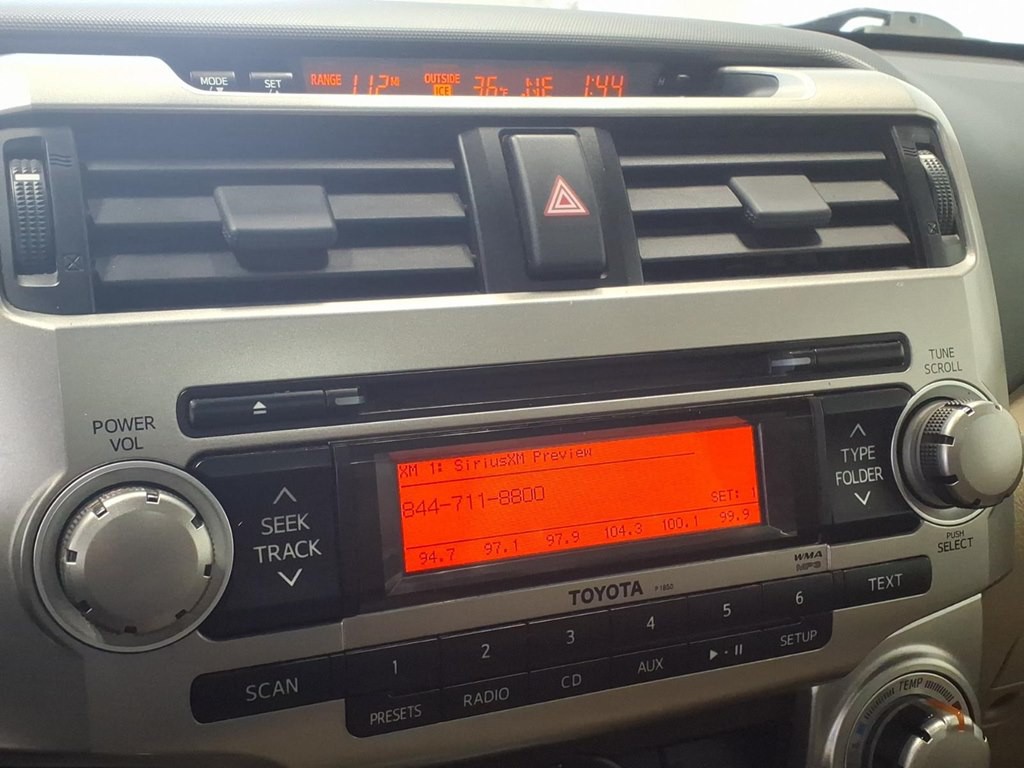 MODE SET RANGE 112 MI OUTSIDE ICE 36°F NE 1:44
POWER
VOL
TUNE
SCROLL
SEEK
TRACK
XM 1: SiriusXM Preview
844-711-8800
SET: 1
94.7 97.1 97.9 104.3 100.1 99.9
TYPE
FOLDER
PUSH
SELECT
WMA
MP3
TOYOTA
SCAN 1 2 3 4 5 6 TEXT
PRESETS RADIO CD AUX SETUP
TEMP